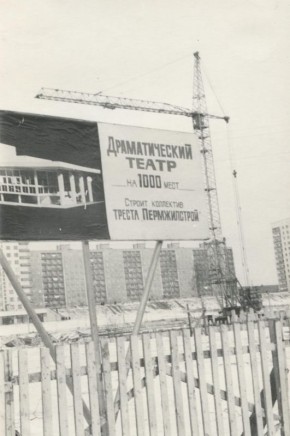 Драматический
театр
на 1000 мест
Строит коллектив
треста Пермжилстрой